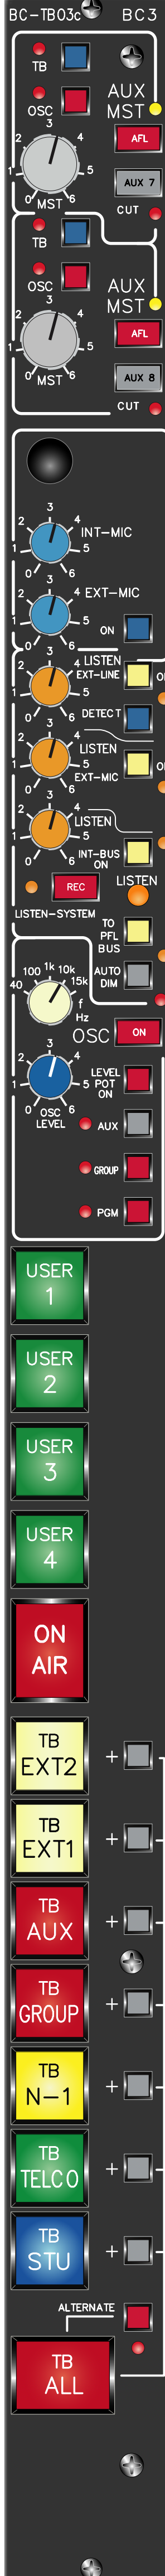 BC-TB03c BC3
TB
AUX
MST
OSC
AFL
3
2 4
1 5
0 6
MST
AUX 7
CUT
TB
AUX
MST
OSC
AFL
3
2 4
1 5
0 6
MST
AUX 8
CUT
3
2 4
INT-MIC
1 5
0 6
3
2 4
EXT-MIC
1 5
0 6
ON
LISTEN
EXT-LINE
3
2 4
1 5
0 6
DETECT
LISTEN
EXT-MIC
3
2 4
1 5
0 6
LISTEN
INT-BUS
ON
3
2 4
1 5
0 6
REC
LISTEN
LISTEN-SYSTEM
TO
PFL
BUS
AUTO
DIM
40 100 1k 10k 15k
f
Hz
OSC
ON
3
2 4
1 5
0 6
OSC
LEVEL
LEVEL
POT
ON
AUX
GROUP
PGM
USER
1
USER
2
USER
3
USER
4
ON
AIR
TB
EXT2
+
TB
EXT1
+
TB
AUX
+
TB
GROUP
+
TB
N-1
+
TB
TELCO
+
TB
STU
+
ALTERNATE
TB
ALL